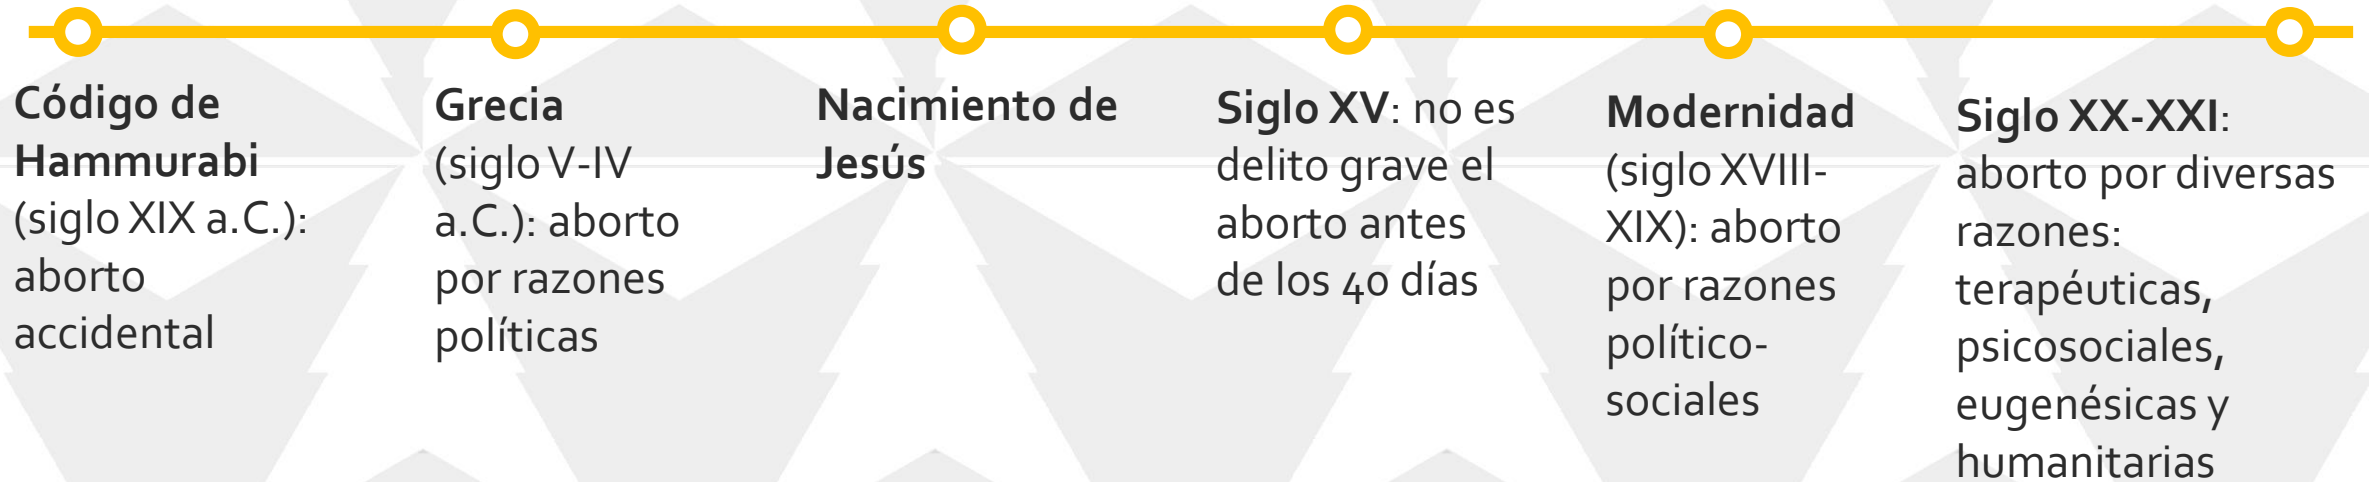 Código de
Hammurabi
(siglo XIX a.C.):
aborto
accidental
Grecia
(siglo V-IV
a.C.): aborto
por razones
políticas
Nacimiento de
Jesús
Siglo XV: no es
delito grave el
aborto antes
de los 40 días
Modernidad
(siglo XVIII-
XIX): aborto
por razones
político-
sociales
Siglo XX-XXI:
aborto por diversas
razones:
terapéuticas,
psicosociales,
eugenésicas y
humanitarias